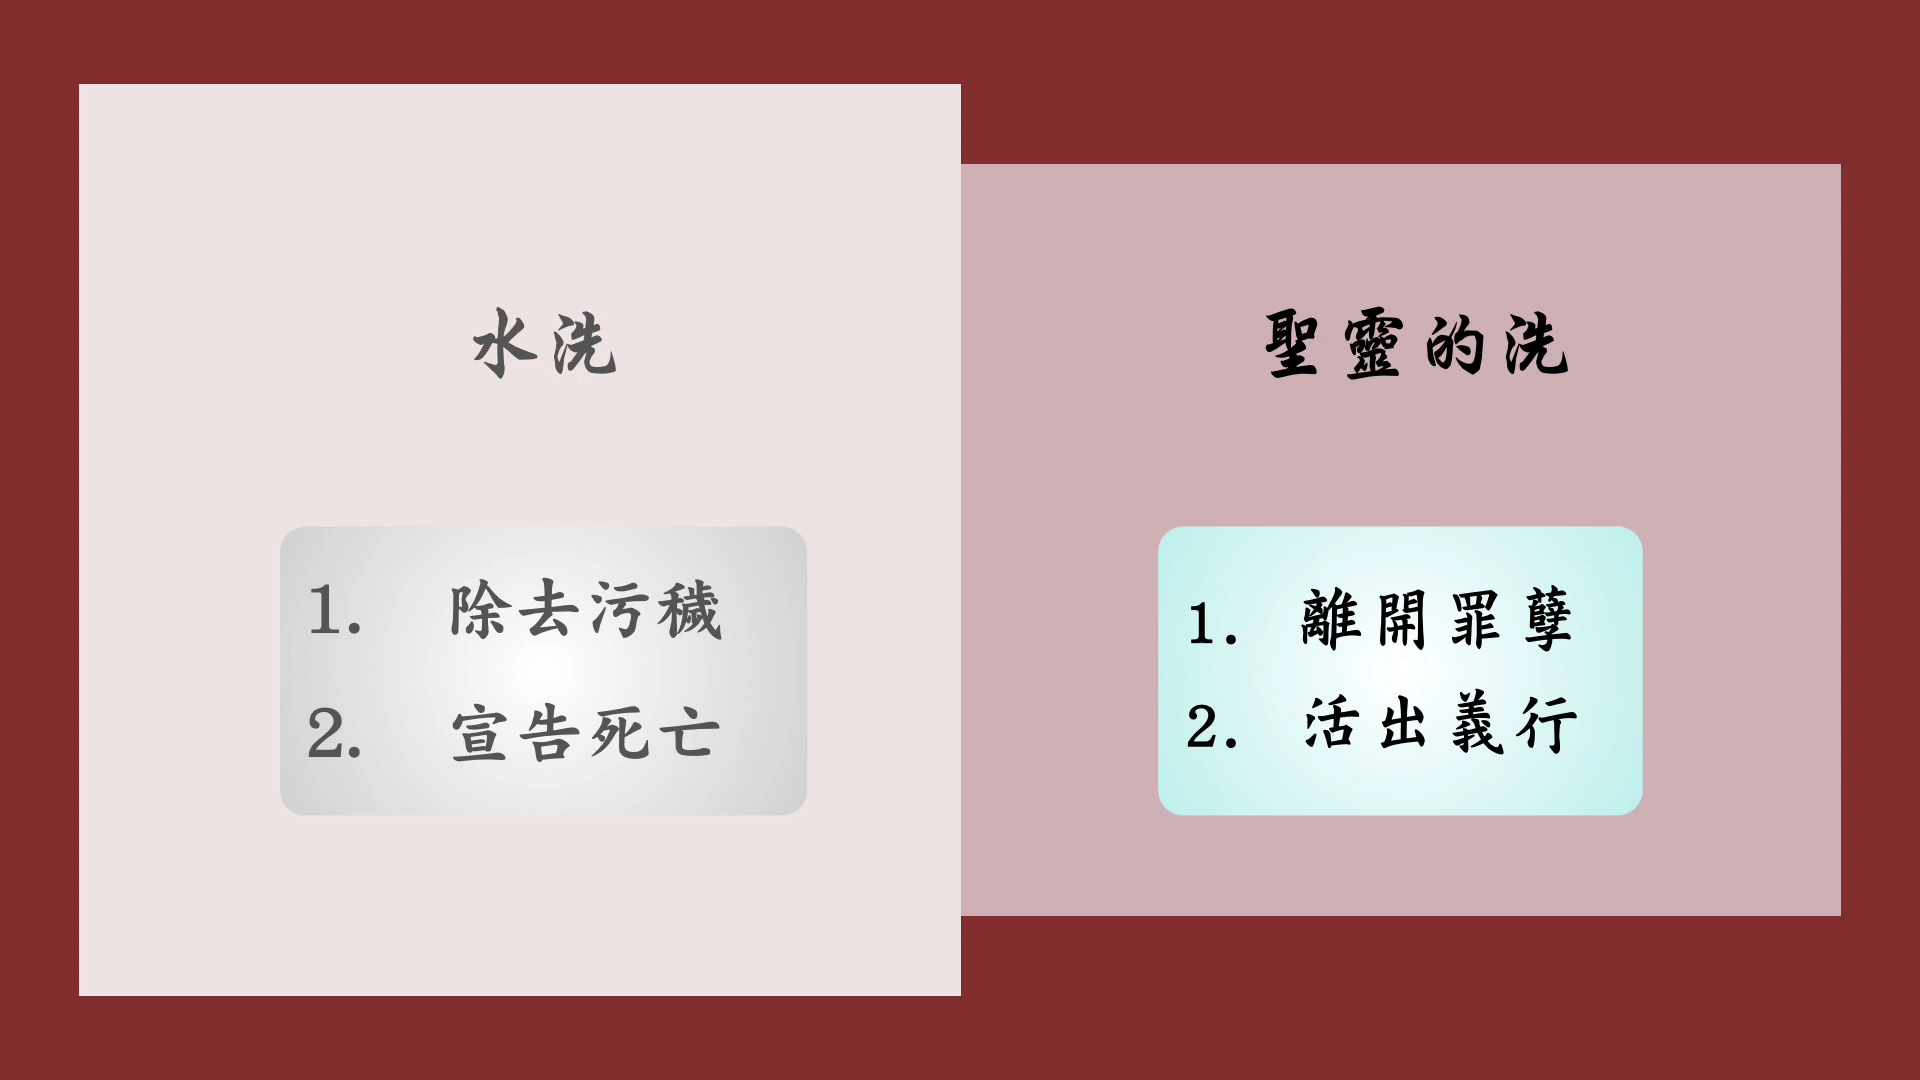 水洗
1. 除去污穢
2. 宣告死亡
聖靈的洗
1. 離開罪孽
2. 活出義行